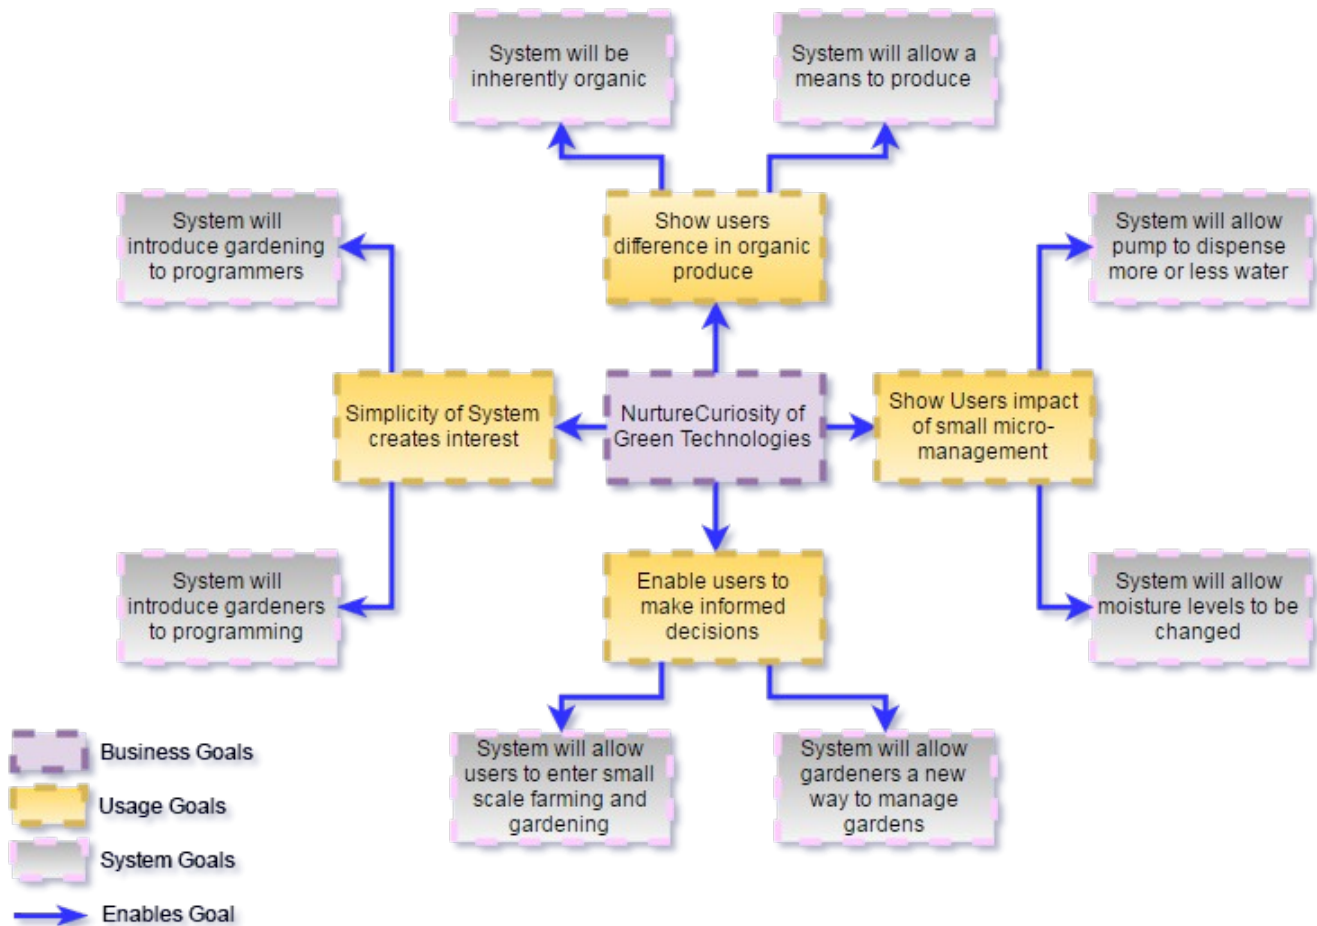 System will be
inherently organic
System will allow a
means to produce
System will
introduce gardening
to programmers
Show users
difference in organic
produce
System will allow
pump to dispense
more or less water
Simplicity of System
creates interest
NurtureCuriosity of
Green Technologies
Show Users impact
of small micro-
management
System will
introduce gardeners
to programming
Enable users to
make informed
decisions
System will allow
moisture levels to be
changed
System will allow
users to enter small
scale farming and
gardening
System will allow
gardeners a new
way to manage
gardens
Business Goals
Usage Goals
System Goals
Enables Goal